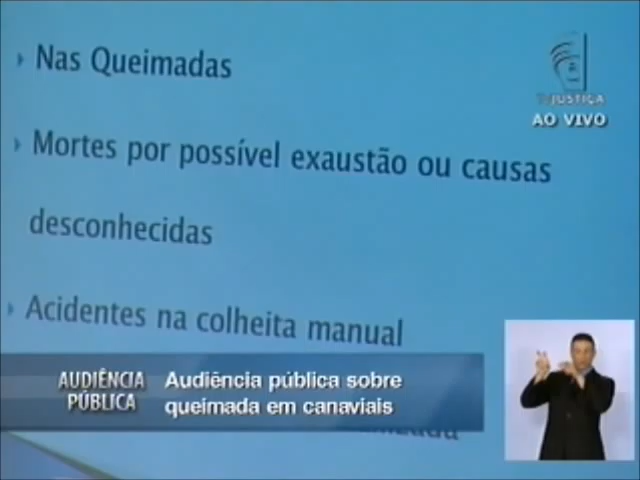 Nas Queimadas
TV JUSTIÇA
AO VIVO
Mortes por possível exaustão ou causas
desconhecidas
Acidentes na colheita manual
AUDIÊNCIA
PÚBLICA
Audiência pública sobre
queimada em canaviais